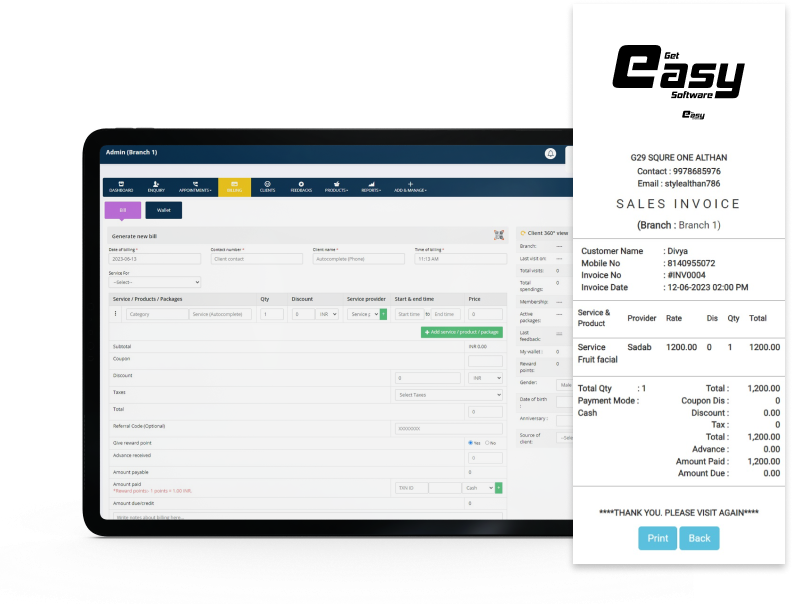 Admin (Branch 1)
DASHBOARD ENQUIRY APPOINTMENTS BILLING CLIENTS FEEDBACKS PRODUCTS REPORTS ADD & MANAGE
Bill Wallet
Generate new bill
Date of billing * Contact number * Client name * Time of billing *
2023-06-13 Client contact Autocomplete (Phone) 11:13 AM
Service For
--Select--
Service / Products / Packages Qty Discount Service provider Start & end time Price
Category Service (Autocomplete) 1 0 INR Service p + Start time to End time 0
+ Add service / product / package
Subtotal INR 0.00
Coupon
Discount 0 INR
Taxes Select Taxes
Total 0
Referral Code (Optional) XXXXXXXX
Give reward point Yes No
Advance received 0
Amount payable 0
Amount paid TXN ID Cash +
*Reward points- 1 points = 1.00 INR.
Amount due/credit 0
Write notes about billing here...
Client 360° view
Branch: ---
Last visit on: ---
Total visits: 0
Total 0
spendings:
Membership: ---
Active ---
packages:
Last ---
feedback:
My wallet : 0
Reward 0
points:
Gender: Male
Date of birth
:
Anniversary :
Source of
client:
Get
easy
Software
easy
G29 SQURE ONE ALTHAN
Contact : 9978685976
Email : stylealthan786
SALES INVOICE
(Branch : Branch 1)
Customer Name : Divya
Mobile No : 8140955072
Invoice No : #INV0004
Invoice Date : 12-06-2023 02:00 PM
Service & Product Provider Rate Dis Qty Total
Service Sadab 1200.00 0 1 1200.00
Fruit facial
Total Qty : 1 Total : 1,200.00
Payment Mode : Coupon Dis : 0
Cash Discount : 0.00
Tax : 0
Total : 1,200.00
Advance : 0.00
Amount Paid : 1,200.00
Amount Due : 0.00
****THANK YOU. PLEASE VISIT AGAIN****
Print Back